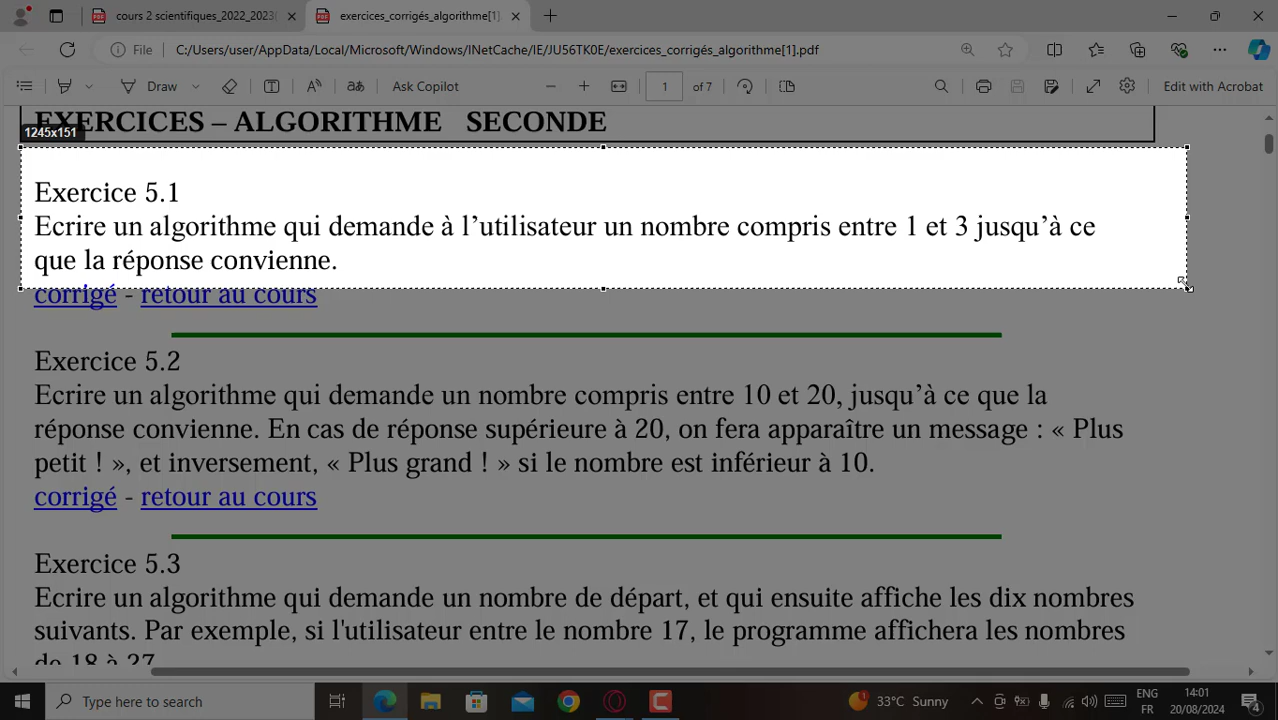 cours 2 scientifiques_2022_2023(
exercices_corrigés_algorithme[1]
File
C:/Users/user/AppData/Local/Microsoft/Windows/INetCache/IE/JU56TK0E/exercices_corrigés_algorithme[1].pdf
Draw
Ask Copilot
1 of 7
Edit with Acrobat
EXERCICES – ALGORITHME SECONDE
1245x151
Exercice 5.1
Ecrire un algorithme qui demande à l’utilisateur un nombre compris entre 1 et 3 jusqu’à ce
que la réponse convienne.
corrigé - retour au cours
Exercice 5.2
Ecrire un algorithme qui demande un nombre compris entre 10 et 20, jusqu’à ce que la
réponse convienne. En cas de réponse supérieure à 20, on fera apparaître un message : « Plus
petit ! », et inversement, « Plus grand ! » si le nombre est inférieur à 10.
corrigé - retour au cours
Exercice 5.3
Ecrire un algorithme qui demande un nombre de départ, et qui ensuite affiche les dix nombres
suivants. Par exemple, si l'utilisateur entre le nombre 17, le programme affichera les nombres
de 18 à 27
Type here to search
33°C Sunny
ENG
FR
14:01
20/08/2024
4